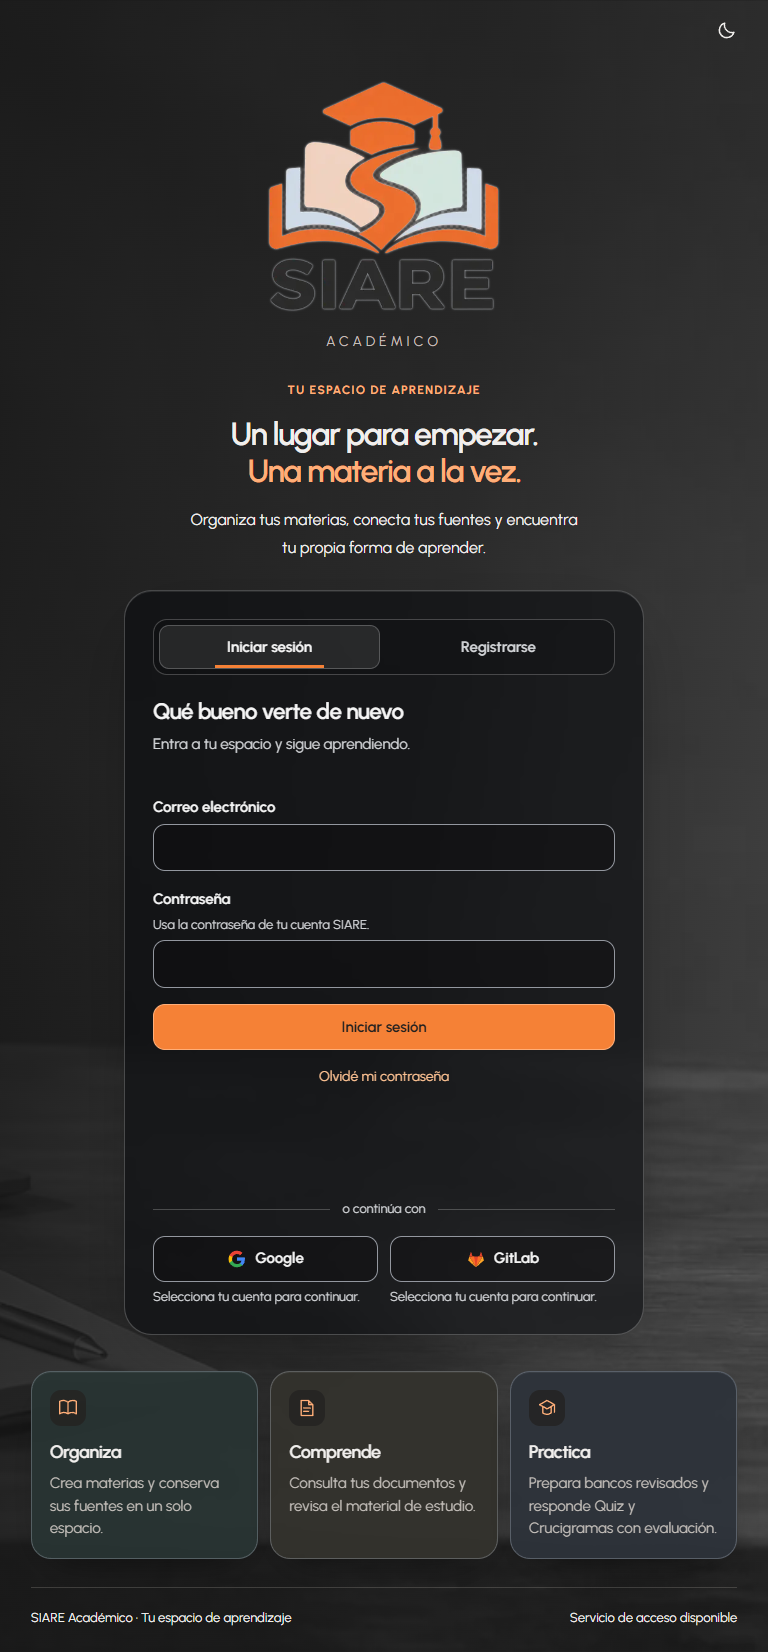 SIARE
ACADÉMICO
TU ESPACIO DE APRENDIZAJE
Un lugar para empezar.
Una materia a la vez.
Organiza tus materias, conecta tus fuentes y encuentra
tu propia forma de aprender.
Iniciar sesión
Registrarse
Qué bueno verte de nuevo
Entra a tu espacio y sigue aprendiendo.
Correo electrónico
Contraseña
Usa la contraseña de tu cuenta SIARE.
Iniciar sesión
Olvidé mi contraseña
o continúa con
Google
GitLab
Selecciona tu cuenta para continuar.
Selecciona tu cuenta para continuar.
Organiza
Crea materias y conserva
sus fuentes en un solo
espacio.
Comprende
Consulta tus documentos y
revisa el material de estudio.
Practica
Prepara bancos revisados y
responde Quiz y
Crucigramas con evaluación.
SIARE Académico · Tu espacio de aprendizaje
Servicio de acceso disponible